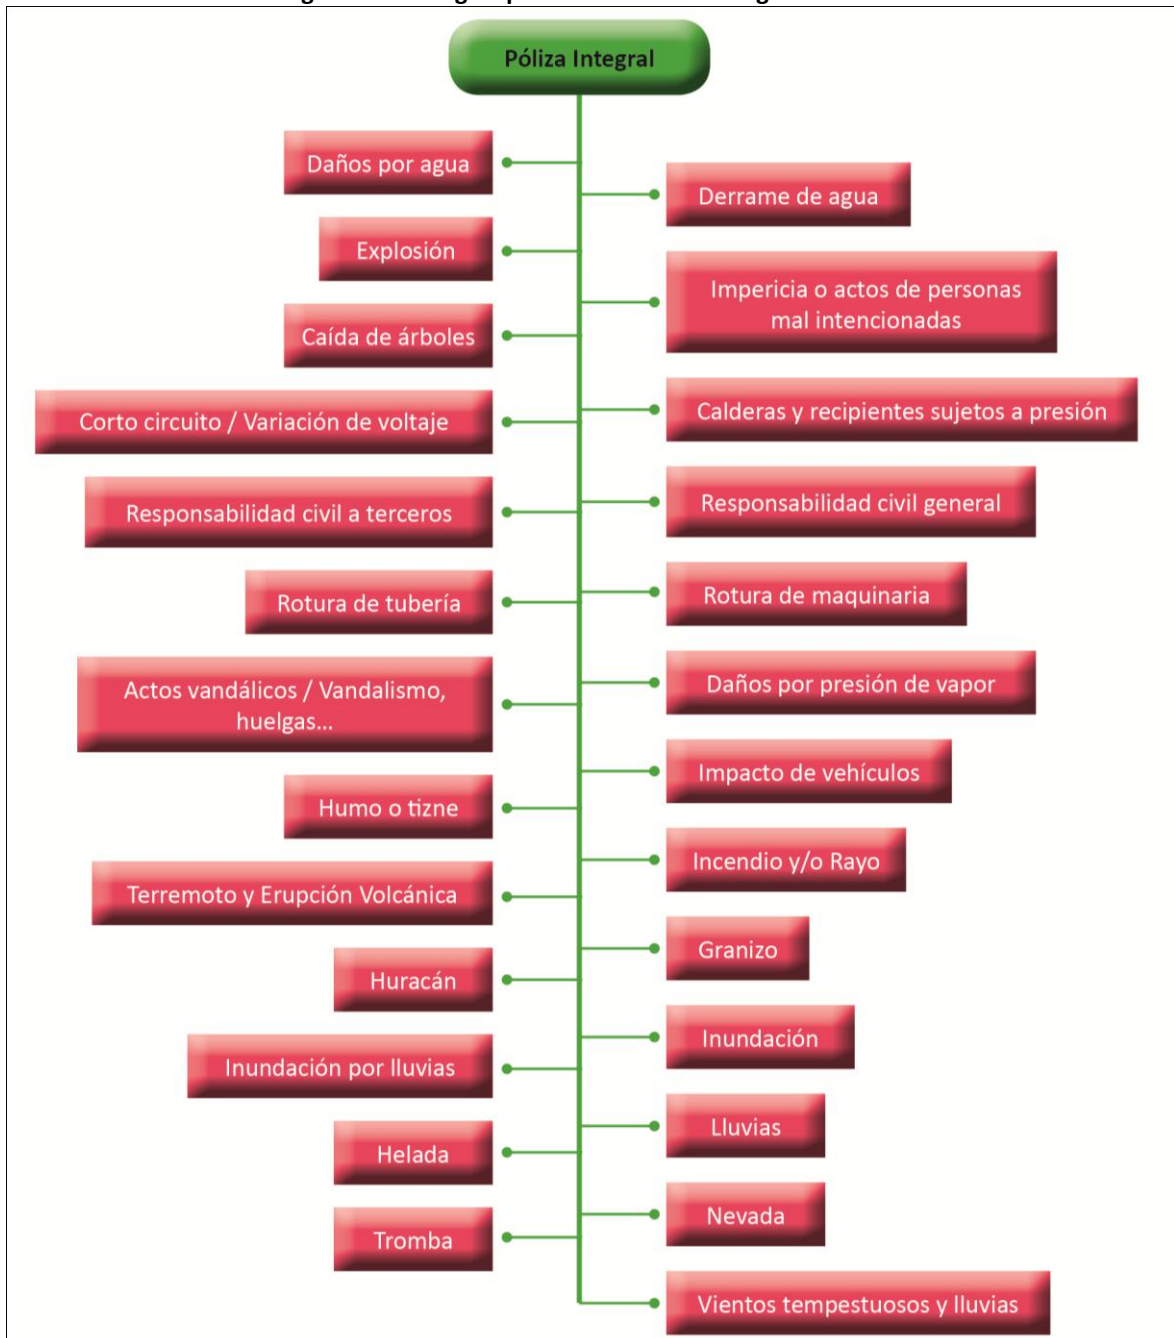 Póliza Integral
Daños por agua
Derrame de agua
Explosión
Impericia o actos de personas
mal intencionadas
Caída de árboles
Calderas y recipientes sujetos a presión
Corto circuito / Variación de voltaje
Responsabilidad civil general
Responsabilidad civil a terceros
Rotura de maquinaria
Rotura de tubería
Daños por presión de vapor
Actos vandálicos / Vandalismo,
huelgas...
Impacto de vehículos
Humo o tizne
Incendio y/o Rayo
Terremoto y Erupción Volcánica
Granizo
Huracán
Inundación
Inundación por lluvias
Lluvias
Helada
Nevada
Tromba
Vientos tempestuosos y lluvias